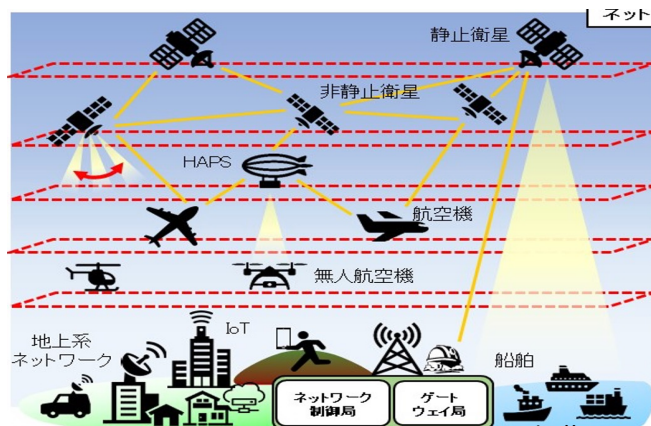 ネット
静止衛星
非静止衛星
HAPS
航空機
無人航空機
IoT
地上系
ネットワーク
船舶
ネットワーク
制御局
ゲート
ウェイ局